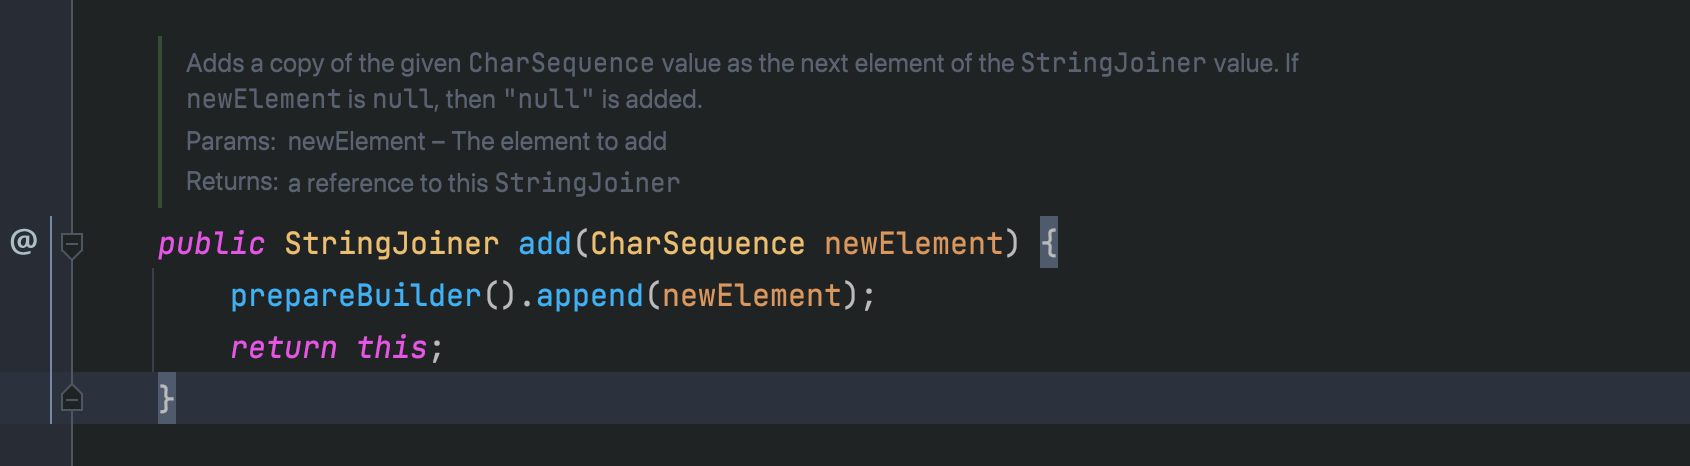 Adds a copy of the given CharSequence value as the next element of the StringJoiner value. If
newElement is null, then "null" is added.
Params: newElement – The element to add
Returns: a reference to this StringJoiner
@
public StringJoiner add(CharSequence newElement) {
    prepareBuilder().append(newElement);
    return this;
}